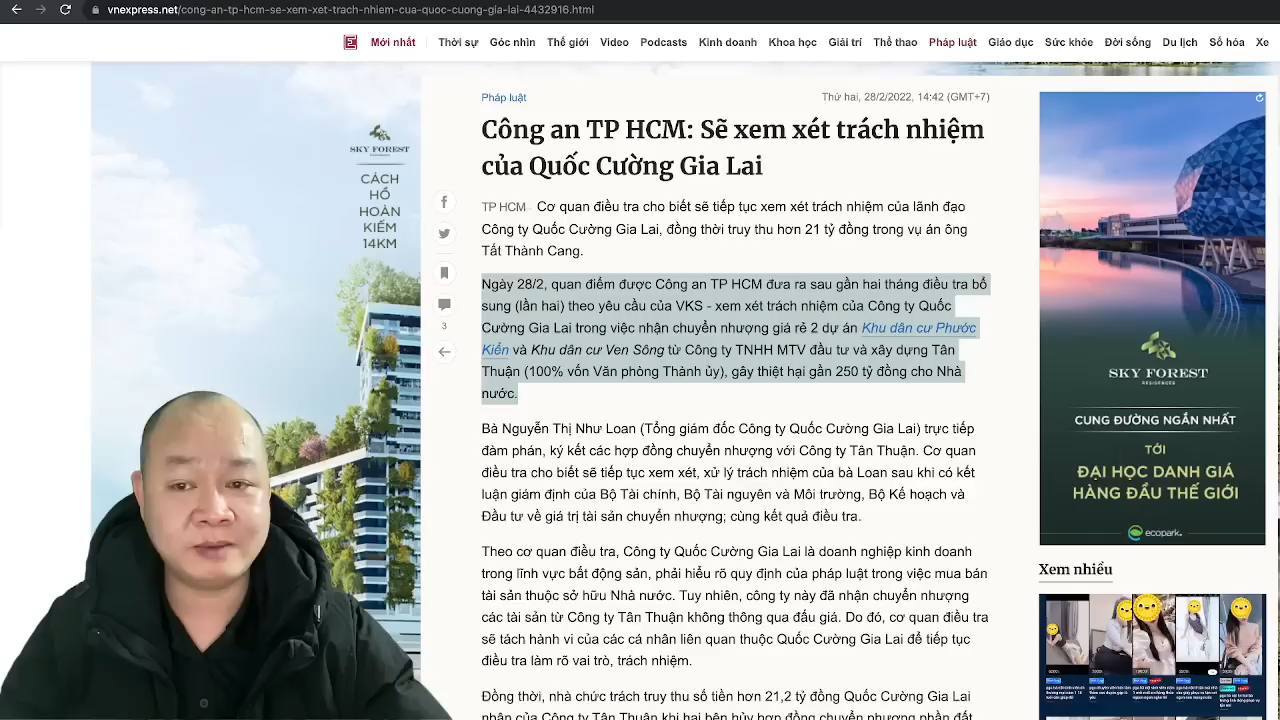 vnexpress.net/cong-an-tp-hcm-se-xem-xet-trach-nhiem-cua-quoc-cuong-gia-lai-4432916.html
Mới nhất Thời sự Góc nhìn Thế giới Video Podcasts Kinh doanh Khoa học Giải trí Thể thao Pháp luật Giáo dục Sức khỏe Đời sống Du lịch Số hóa Xe
Pháp luật
Thứ hai, 28/2/2022, 14:42 (GMT+7)
Công an TP HCM: Sẽ xem xét trách nhiệm
của Quốc Cường Gia Lai
TP HCM Cơ quan điều tra cho biết sẽ tiếp tục xem xét trách nhiệm của lãnh đạo
Công ty Quốc Cường Gia Lai, đồng thời truy thu hơn 21 tỷ đồng trong vụ án ông
Tất Thành Cang.
Ngày 28/2, quan điểm được Công an TP HCM đưa ra sau gần hai tháng điều tra bổ
sung (lần hai) theo yêu cầu của VKS - xem xét trách nhiệm của Công ty Quốc
Cường Gia Lai trong việc nhận chuyển nhượng giá rẻ 2 dự án Khu dân cư Phước
Kiển và Khu dân cư Ven Sông từ Công ty TNHH MTV đầu tư và xây dựng Tân
Thuận (100% vốn Văn phòng Thành ủy), gây thiệt hại gần 250 tỷ đồng cho Nhà
nước.
Bà Nguyễn Thị Như Loan (Tổng giám đốc Công ty Quốc Cường Gia Lai) trực tiếp
đàm phán, ký kết các hợp đồng chuyển nhượng với Công ty Tân Thuận. Cơ quan
điều tra cho biết sẽ tiếp tục xem xét, xử lý trách nhiệm của bà Loan sau khi có kết
luận giám định của Bộ Tài chính, Bộ Tài nguyên và Môi trường, Bộ Kế hoạch và
Đầu tư về giá trị tài sản chuyển nhượng; cùng kết quả điều tra.
Theo cơ quan điều tra, Công ty Quốc Cường Gia Lai là doanh nghiệp kinh doanh
trong lĩnh vực bất động sản, phải hiểu rõ quy định của pháp luật trong việc mua bán
tài sản thuộc sở hữu Nhà nước. Tuy nhiên, công ty này đã nhận chuyển nhượng
các tài sản từ Công ty Tân Thuận không thông qua đấu giá. Do đó, cơ quan điều tra
sẽ tách hành vi của các cá nhân liên quan thuộc Quốc Cường Gia Lai để tiếp tục
điều tra làm rõ vai trò, trách nhiệm.
3
SKY FOREST
CÁCH
HỒ
HOÀN
KIẾM
14KM
SKY FOREST
RESIDENCES
CUNG ĐƯỜNG NGẮN NHẤT
TỚI
ĐẠI HỌC DANH GIÁ
HÀNG ĐẦU THẾ GIỚI
ecopark
Xem nhiều